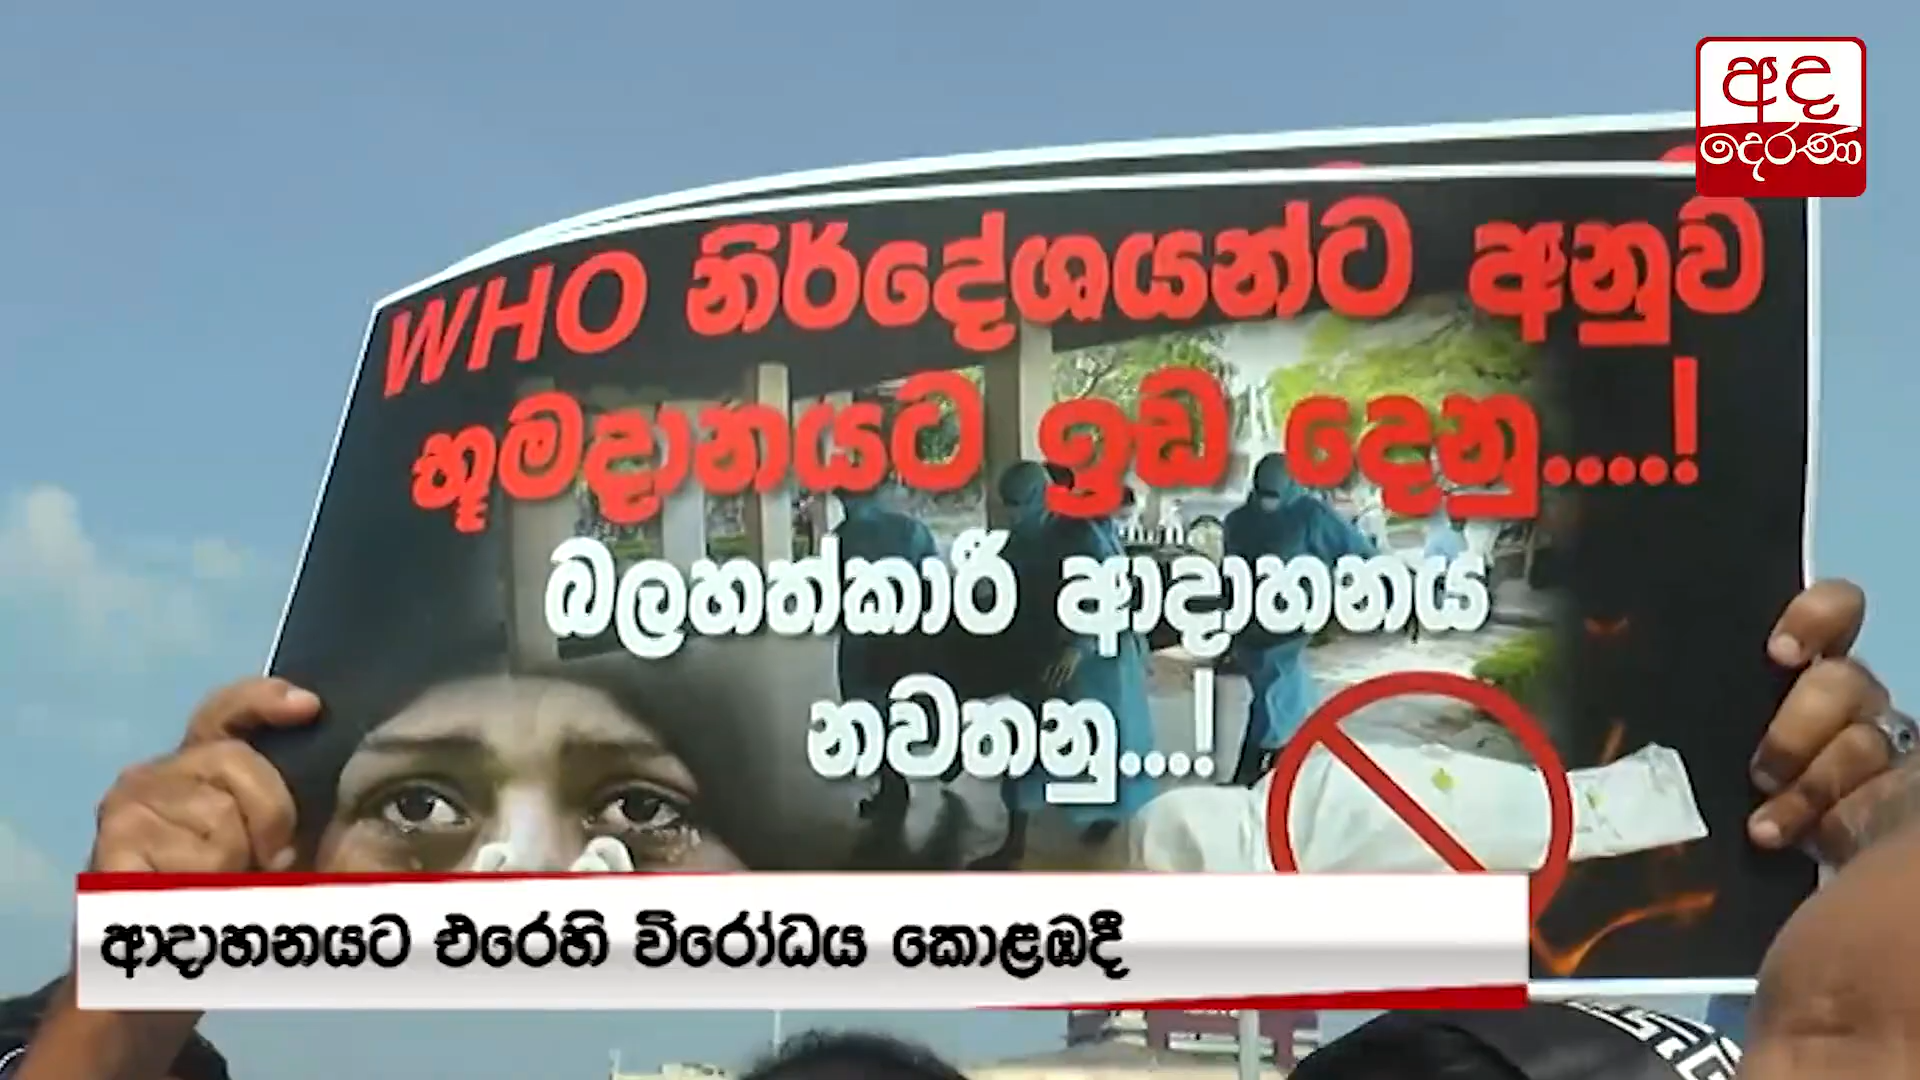 අද
දෙරණ
WHO නිර්දේශයන්ට අනුව
භූමදානයට ඉඩ දෙනු....!
බලහත්කාරී ආදාහනය
නවතනු....!
ආදාහනයට එරෙහි විරෝධය කොළඹදී